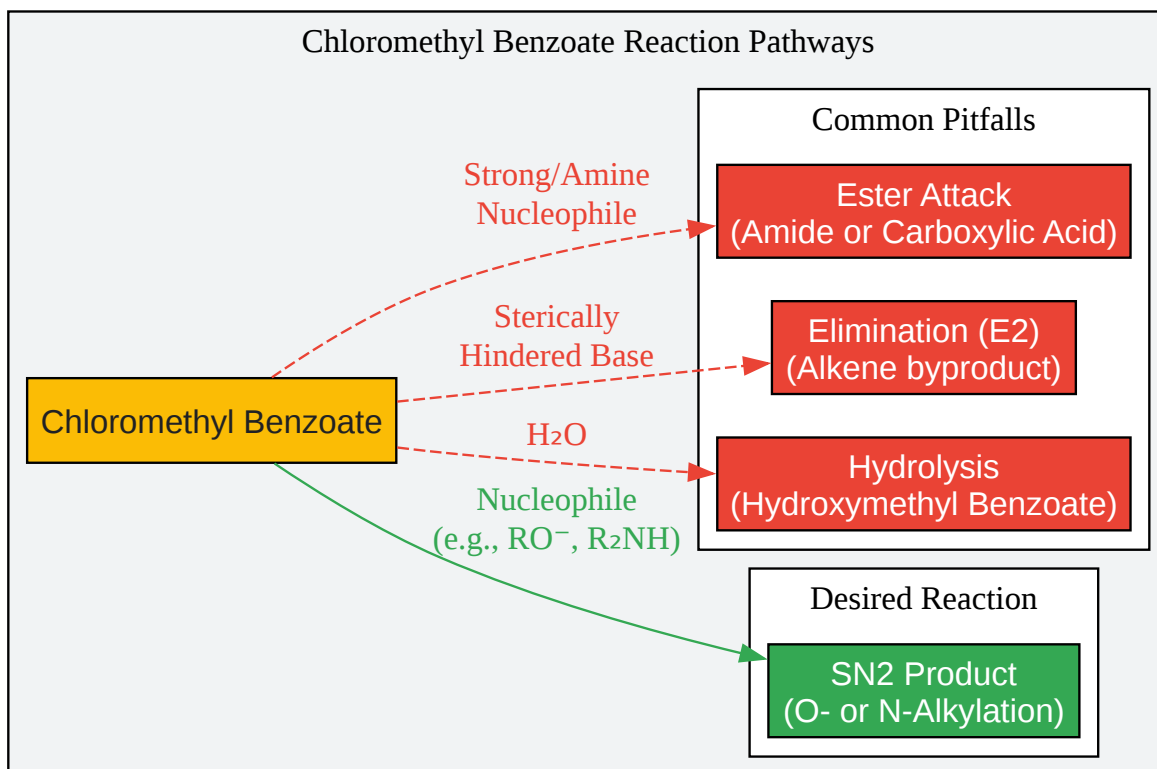 Chloromethyl Benzoate Reaction Pathways
Common Pitfalls
Strong/Amine
Nucleophile
Ester Attack
(Amide or Carboxylic Acid)
Sterically
Hindered Base
Elimination (E2)
(Alkene byproduct)
Chloromethyl Benzoate
H₂O
Hydrolysis
(Hydroxymethyl Benzoate)
Nucleophile
(e.g., RO⁻, R₂NH)
Desired Reaction
SN2 Product
(O- or N-Alkylation)